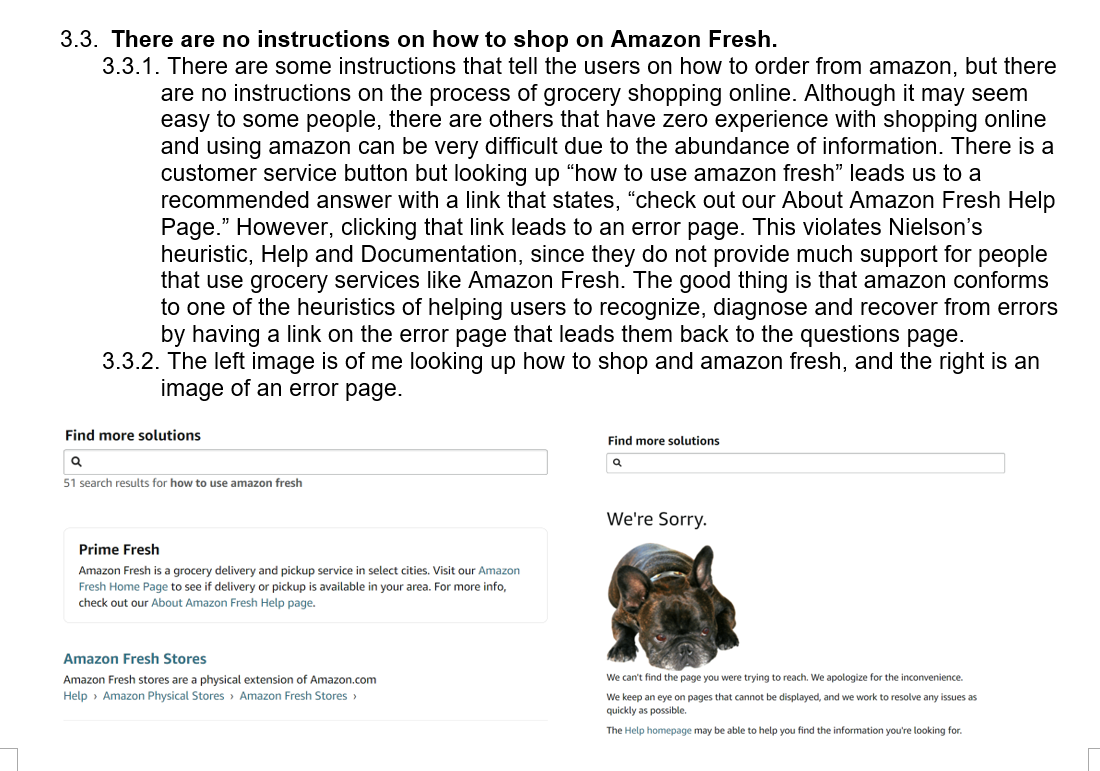 3.3. There are no instructions on how to shop on Amazon Fresh.
3.3.1. There are some instructions that tell the users on how to order from amazon, but there
are no instructions on the process of grocery shopping online. Although it may seem
easy to some people, there are others that have zero experience with shopping online
and using amazon can be very difficult due to the abundance of information. There is a
customer service button but looking up “how to use amazon fresh” leads us to a
recommended answer with a link that states, “check out our About Amazon Fresh Help
Page.” However, clicking that link leads to an error page. This violates Nielson’s
heuristic, Help and Documentation, since they do not provide much support for people
that use grocery services like Amazon Fresh. The good thing is that amazon conforms
to one of the heuristics of helping users to recognize, diagnose and recover from errors
by having a link on the error page that leads them back to the questions page.
3.3.2. The left image is of me looking up how to shop and amazon fresh, and the right is an
image of an error page.
Find more solutions
51 search results for how to use amazon fresh
Prime Fresh
Amazon Fresh is a grocery delivery and pickup service in select cities. Visit our Amazon
Fresh Home Page to see if delivery or pickup is available in your area. For more info,
check out our About Amazon Fresh Help page.
Amazon Fresh Stores
Amazon Fresh stores are a physical extension of Amazon.com
Help › Amazon Physical Stores › Amazon Fresh Stores ›
Find more solutions
We're Sorry.
We can't find the page you were trying to reach. We apologize for the inconvenience.
We keep an eye on pages that cannot be displayed, and we work to resolve any issues as
quickly as possible.
The Help homepage may be able to help you find the information you're looking for.